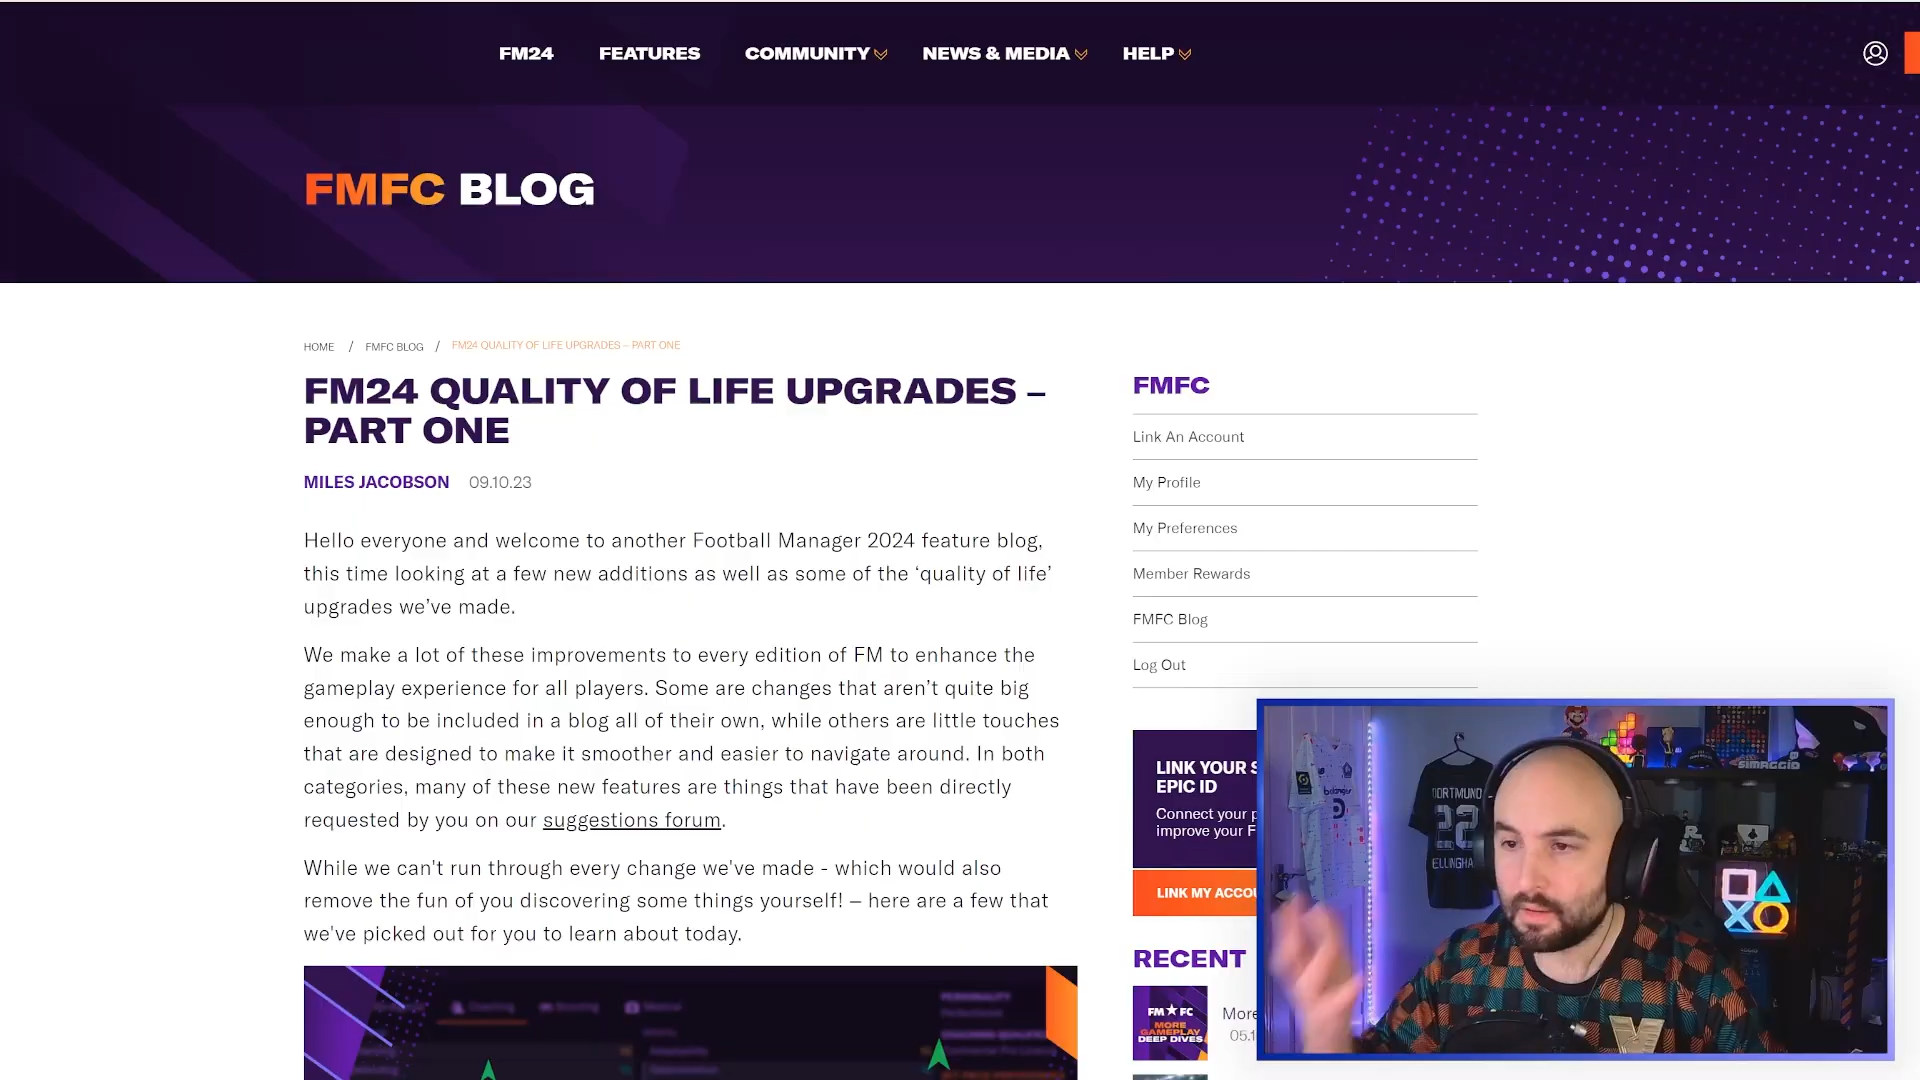 FM24 FEATURES COMMUNITY NEWS & MEDIA HELP
FMFC BLOG
HOME / FMFC BLOG / FM24 QUALITY OF LIFE UPGRADES – PART ONE
FM24 QUALITY OF LIFE UPGRADES –
PART ONE
MILES JACOBSON 09.10.23
Hello everyone and welcome to another Football Manager 2024 feature blog,
this time looking at a few new additions as well as some of the ‘quality of life’
upgrades we’ve made.
We make a lot of these improvements to every edition of FM to enhance the
gameplay experience for all players. Some are changes that aren’t quite big
enough to be included in a blog all of their own, while others are little touches
that are designed to make it smoother and easier to navigate around. In both
categories, many of these new features are things that have been directly
requested by you on our suggestions forum.
While we can't run through every change we've made - which would also
remove the fun of you discovering some things yourself! – here are a few that
we've picked out for you to learn about today.
FMFC
Link An Account
My Profile
My Preferences
Member Rewards
FMFC Blog
Log Out
LINK YOUR S
EPIC ID
Connect your p
improve your F
LINK MY ACCOU
RECENT
FM FC
MORE
GAMEPLAY
DEEP DIVES
More
05.1
SIMAGGIO
DORTMUND
22
ELLINGHA